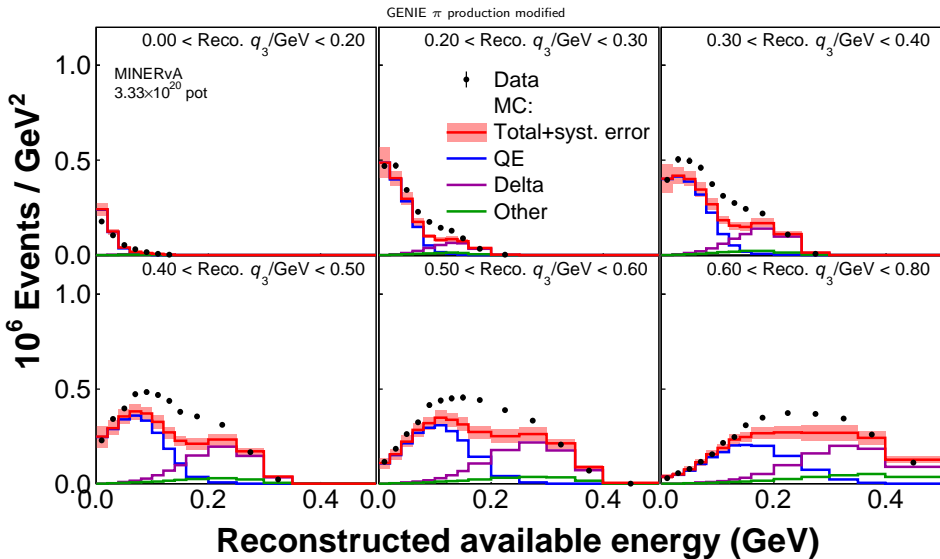 GENIE π production modified
0.00 < Reco. q3/GeV < 0.20
0.20 < Reco. q3/GeV < 0.30
0.30 < Reco. q3/GeV < 0.40
MINERvA
3.33×10^20 pot
Data
MC:
Total+syst. error
QE
Delta
Other
1.0
0.5
0.0
0.40 < Reco. q3/GeV < 0.50
0.50 < Reco. q3/GeV < 0.60
0.60 < Reco. q3/GeV < 0.80
1.0
0.5
0.0
0.0 0.2 0.4 0.0 0.2 0.4 0.0 0.2 0.4
10^6 Events / GeV^2
Reconstructed available energy (GeV)